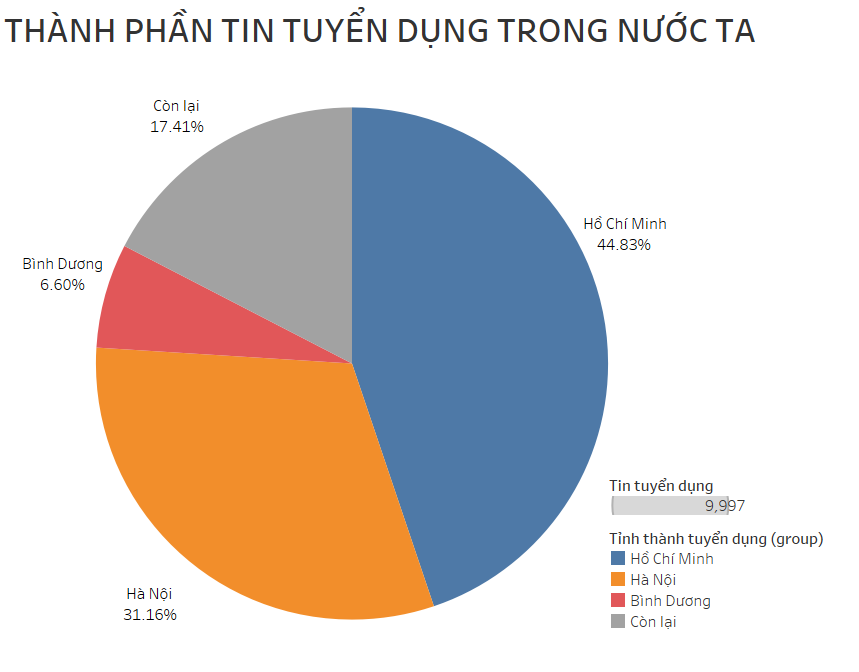 THÀNH PHẦN TIN TUYỂN DỤNG TRONG NƯỚC TA
Còn lại
17.41%
Hồ Chí Minh
44.83%
Bình Dương
6.60%
Hà Nội
31.16%
Tin tuyển dụng
9,997
Tỉnh thành tuyển dụng (group)
Hồ Chí Minh
Hà Nội
Bình Dương
Còn lại